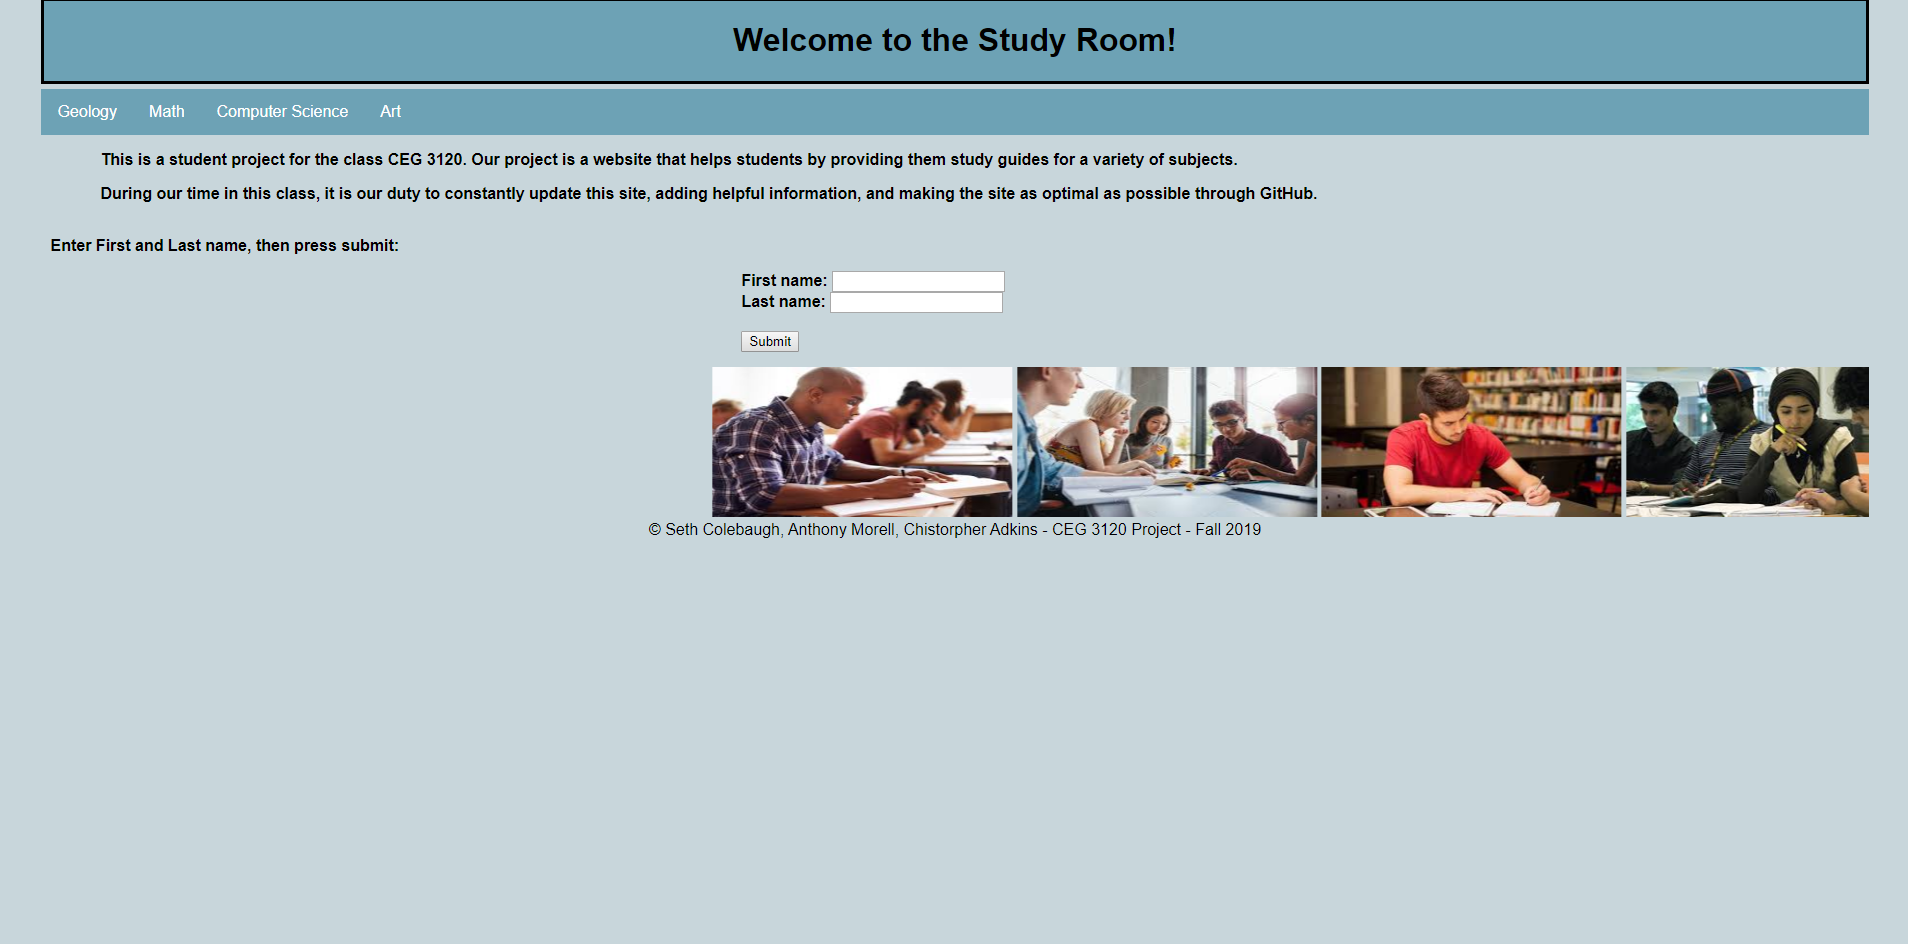 Welcome to the Study Room!
Geology Math Computer Science Art
This is a student project for the class CEG 3120. Our project is a website that helps students by providing them study guides for a variety of subjects.
During our time in this class, it is our duty to constantly update this site, adding helpful information, and making the site as optimal as possible through GitHub.
Enter First and Last name, then press submit:
First name:
Last name:
Submit
© Seth Colebaugh, Anthony Morell, Chistorpher Adkins - CEG 3120 Project - Fall 2019